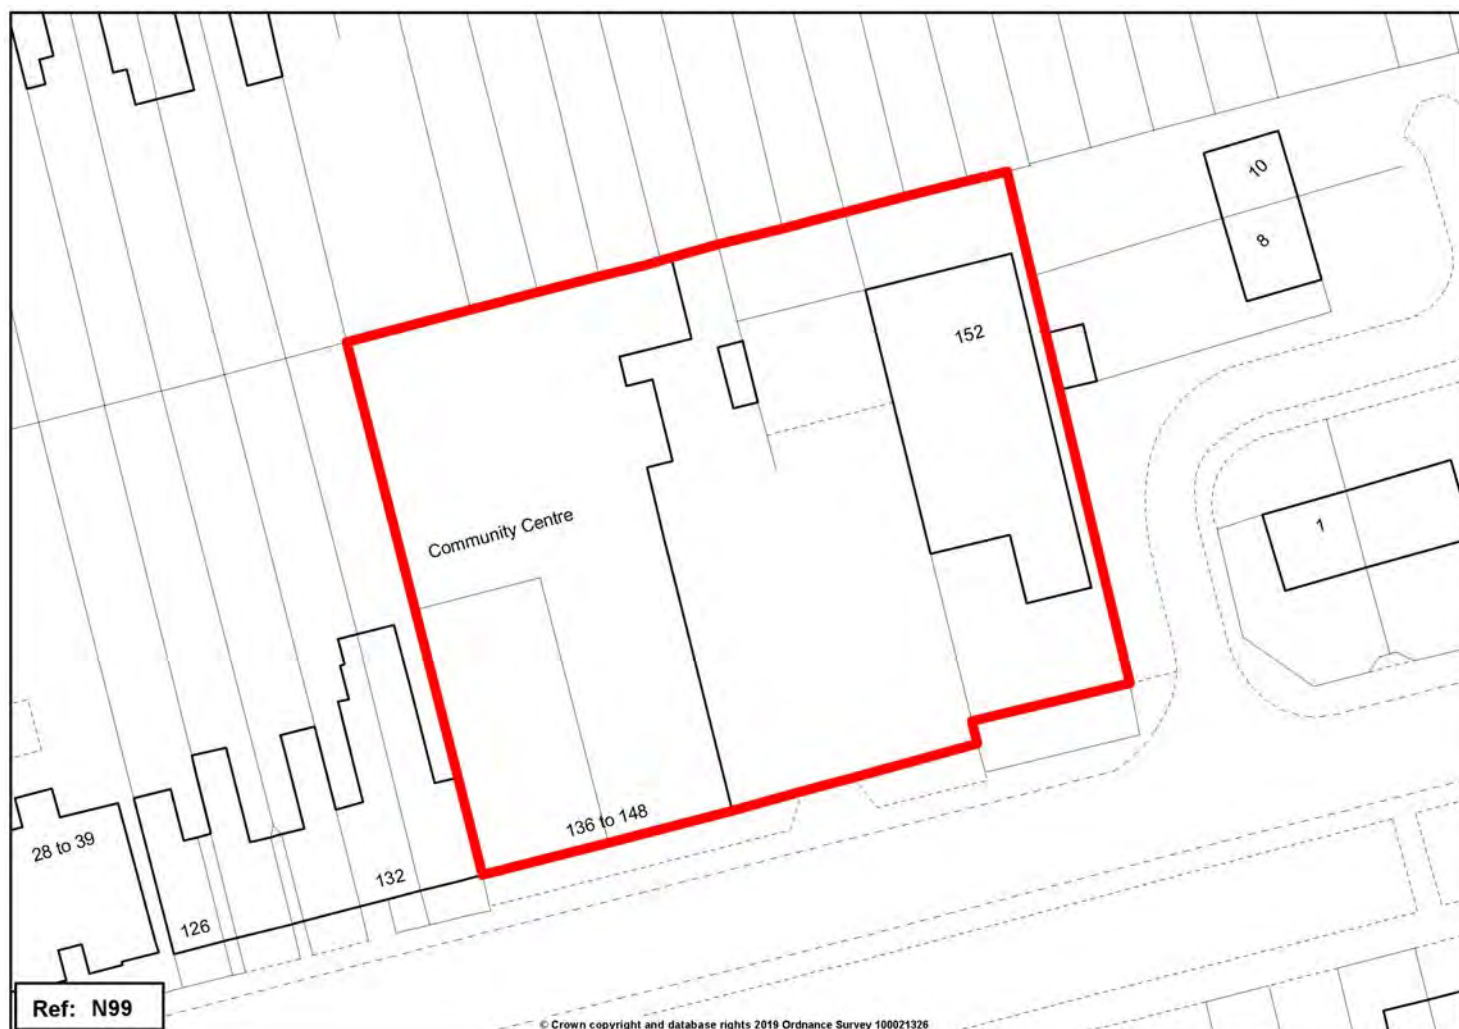 10
8
152
1
Community Centre
136 to 148
28 to 39
132
126
Ref: N99
© Crown copyright and database rights 2019 Ordnance Survey 100021326